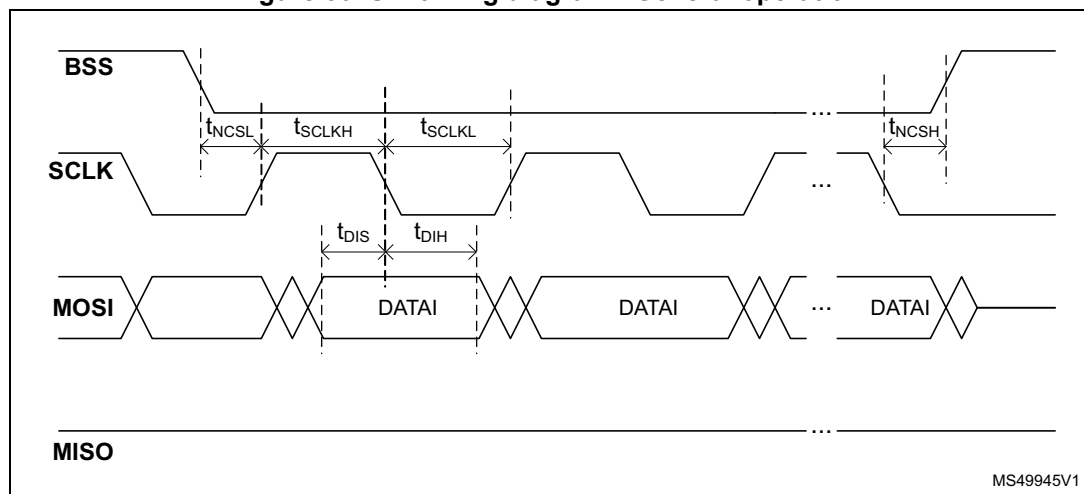 BSS
...
tNCSL
tSCLKH
tSCLKL
tNCSH
SCLK
...
tDIS
tDIH
MOSI
DATAI
DATAI
...
DATAI
...
MISO
MS49945V1